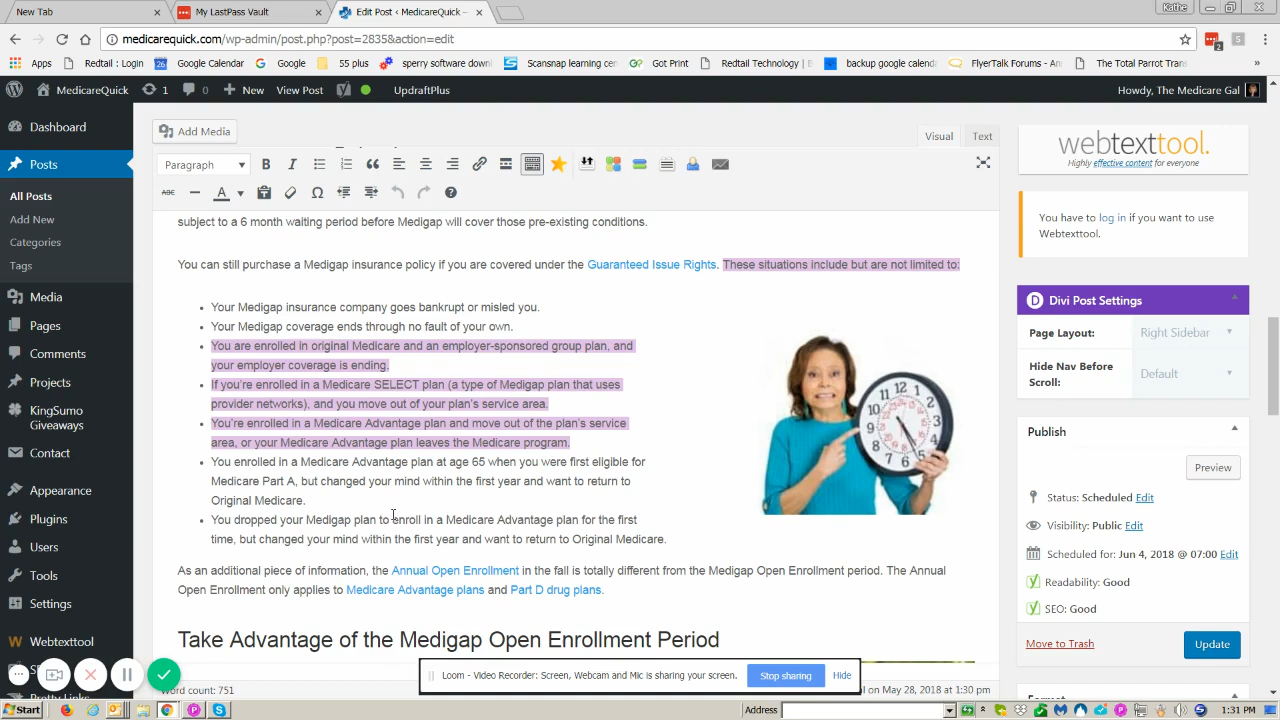 New Tab
My LastPass Vault
Edit Post ‹ MedicareQuick –
Kathe
medicarequick.com/wp-admin/post.php?post=2835&action=edit
Apps
Redtail : Login
Google Calendar
Google
55 plus
sperry software down
Scansnap learning cen
Got Print
Redtail Technology
backup google calenda
FlyerTalk Forums - An
The Total Parrot Trans
MedicareQuick
1
0
New
View Post
UpdraftPlus
Howdy, The Medicare Gal
Dashboard
Posts
All Posts
Add New
Categories
Tags
Media
Pages
Comments
Projects
KingSumo
Giveaways
Contact
Appearance
Plugins
Users
Tools
Settings
Webtexttool
Pretty Links
Add Media
Visual
Text
Paragraph
subject to a 6 month waiting period before Medigap will cover those pre-existing conditions.
You can still purchase a Medigap insurance policy if you are covered under the Guaranteed Issue Rights. These situations include but are not limited to:
Your Medigap insurance company goes bankrupt or misled you.
Your Medigap coverage ends through no fault of your own.
You are enrolled in original Medicare and an employer-sponsored group plan, and
your employer coverage is ending.
If you're enrolled in a Medicare SELECT plan (a type of Medigap plan that uses
provider networks), and you move out of your plan's service area.
You're enrolled in a Medicare Advantage plan and move out of the plan's service
area, or your Medicare Advantage plan leaves the Medicare program.
You enrolled in a Medicare Advantage plan at age 65 when you were first eligible for
Medicare Part A, but changed your mind within the first year and want to return to
Original Medicare.
You dropped your Medigap plan to enroll in a Medicare Advantage plan for the first
time, but changed your mind within the first year and want to return to Original Medicare.
As an additional piece of information, the Annual Open Enrollment in the fall is totally different from the Medigap Open Enrollment period. The Annual
Open Enrollment only applies to Medicare Advantage plans and Part D drug plans.
Take Advantage of the Medigap Open Enrollment Period
Word count: 751
on May 28, 2018 at 1:30 pm
webtexttool.
Highly effective content for everyone
You have to log in if you want to use
Webtexttool.
Divi Post Settings
Page Layout:
Right Sidebar
Hide Nav Before
Scroll:
Default
Publish
Preview
Status: Scheduled Edit
Visibility: Public Edit
Scheduled for: Jun 4, 2018 @ 07:00 Edit
Readability: Good
SEO: Good
Move to Trash
Update
Format
Loom - Video Recorder: Screen, Webcam and Mic is sharing your screen.
Stop sharing
Hide
Start
Address
1:31 PM